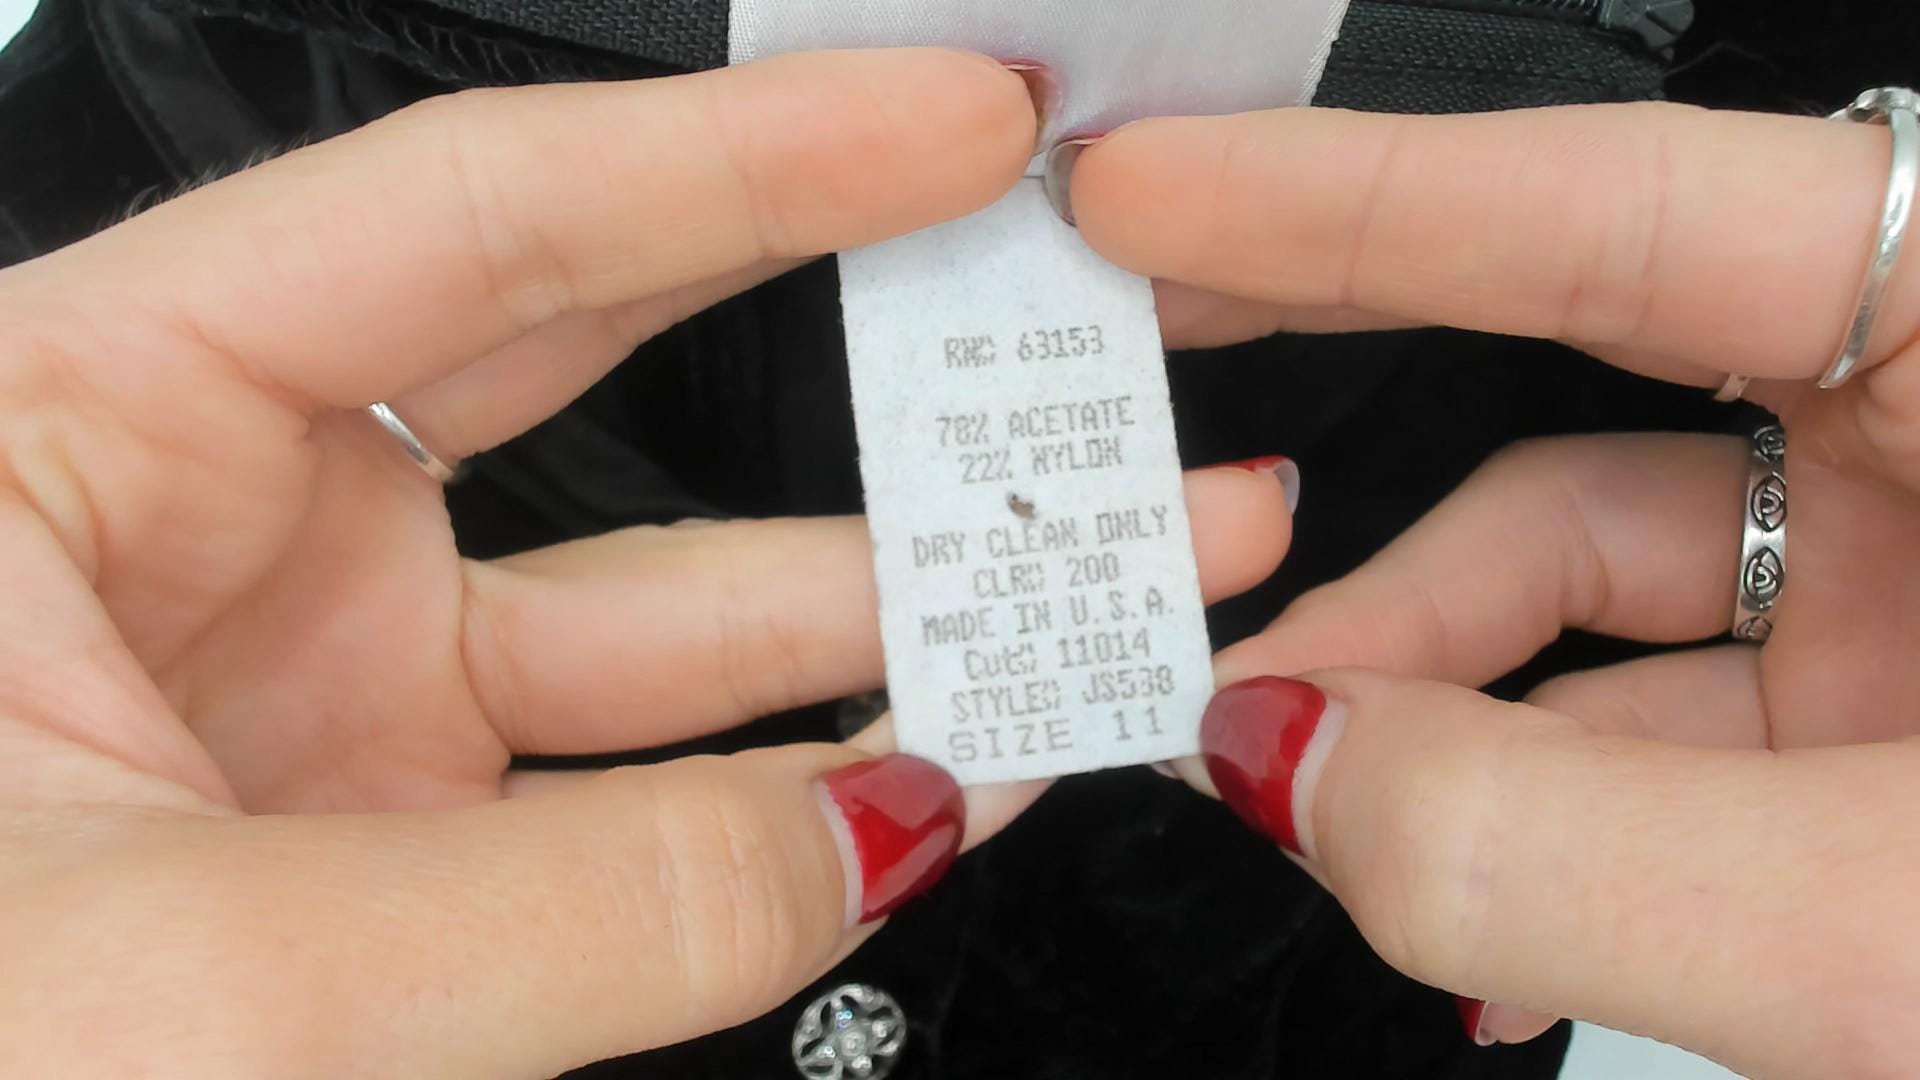 RN# 63153
78% ACETATE
22% NYLON
DRY CLEAN ONLY
CLR# 200
MADE IN U.S.A.
Cut# 11014
STYLE# JS538
SIZE 11